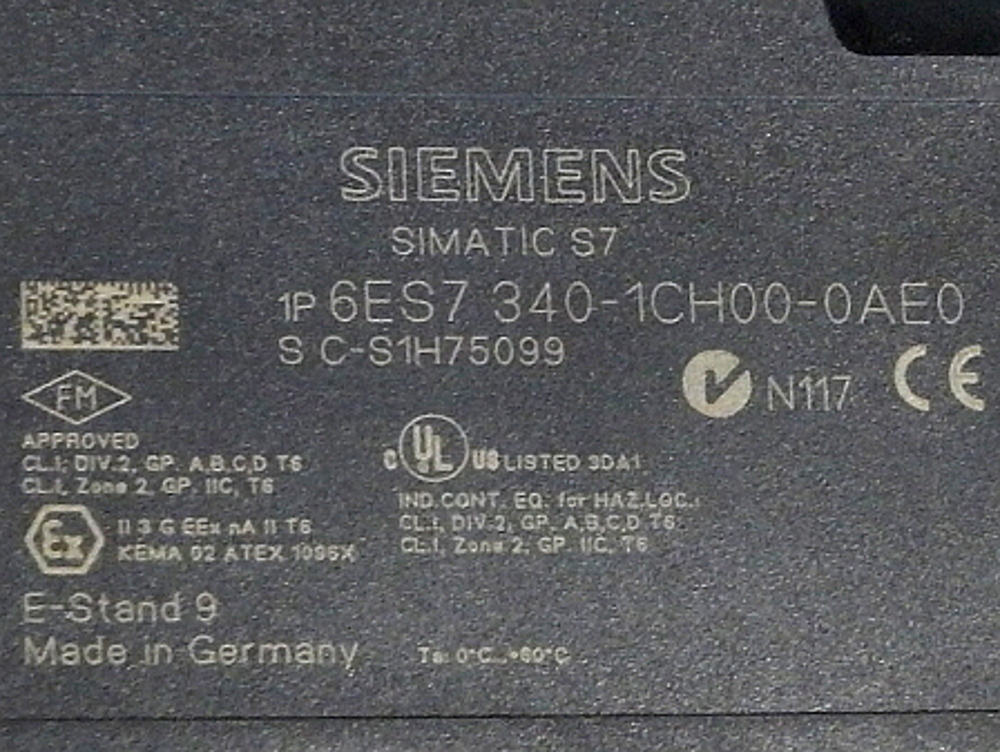 SIEMENS
SIMATIC S7
1P 6ES7 340-1CH00-0AE0
S C-S1H75099
N117 CE
FM
APPROVED
CL.I, DIV.2, GP. A,B,C,D T6
CL.I, Zone 2, GP. IIC, T6
Ex
II 3 G EEx nA II T6
KEMA 02 ATEX 1096X
C UL US LISTED 9DA1
IND.CONT. EQ. for HAZ.LOC.:
CL.I, DIV.2, GP. A,B,C,D T6
CL.I, Zone 2, GP. IIC, T6
E-Stand 9
Made in Germany
Ta: 0°C...+60°C